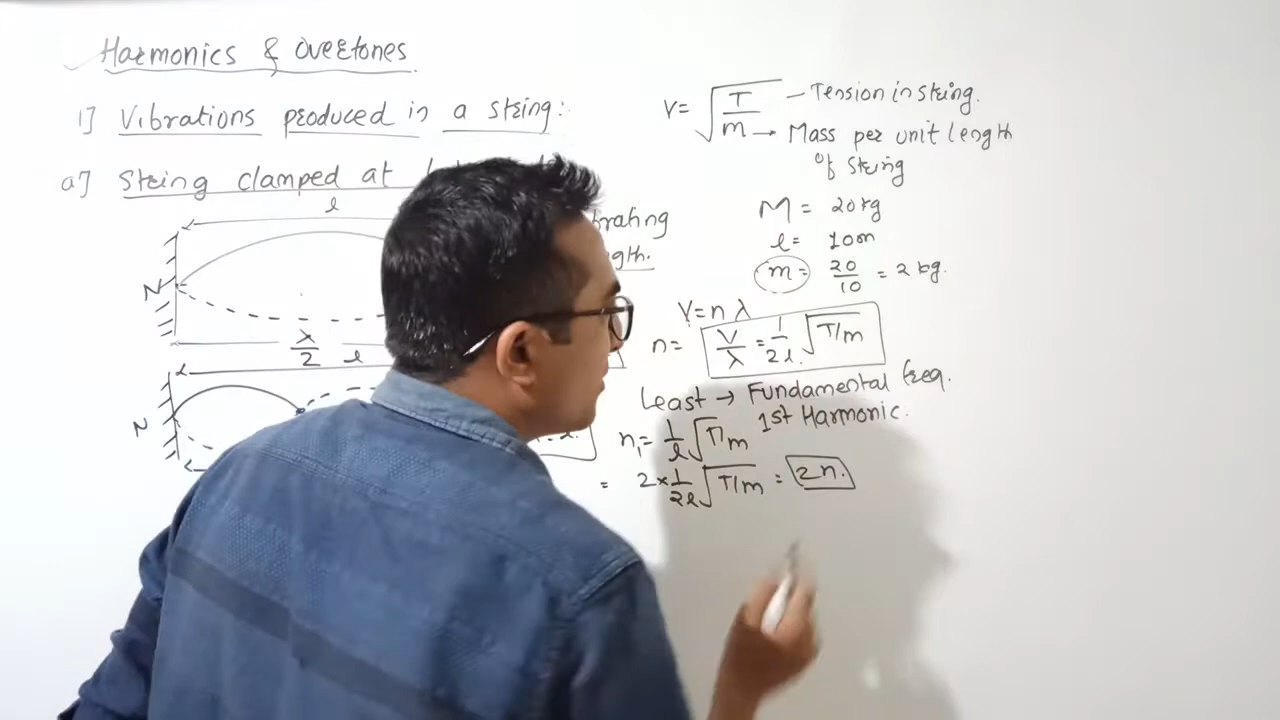 Harmonics & Overtones
1] Vibrations produced in a string:
a] String clamped at
l
N
λ/2
l
N
V= √(T/m) – Tension in string.
→ Mass per unit length
of string
M = 20 kg
l = 10m
m = 20/10 = 2 kg.
V=nλ
n= V/λ = 1/2l √T/m
Least → Fundamental freq.
1st Harmonic.
n₁= 1/l √T/m
= 2×1/2l √T/m = 2n.